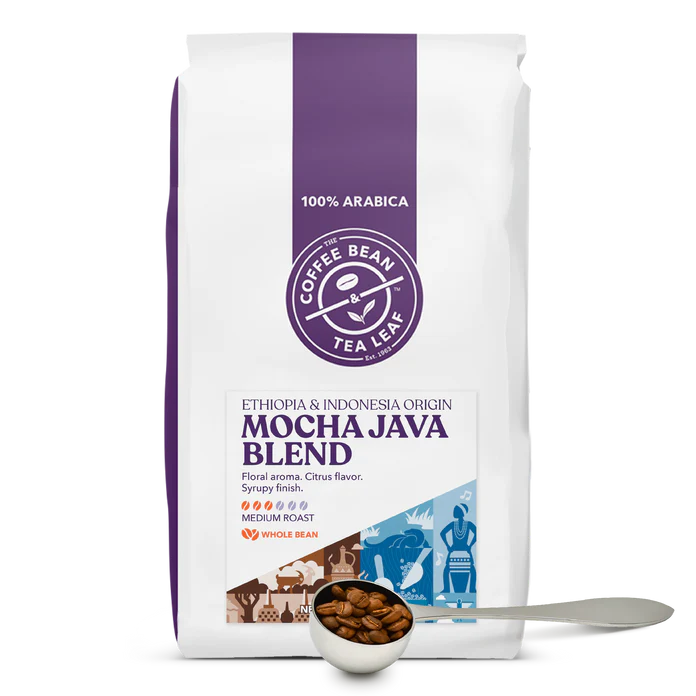 100% ARABICA
THE
COFFEE BEAN
&
TEA LEAF
TM
Est. 1963
ETHIOPIA & INDONESIA ORIGIN
MOCHA JAVA
BLEND
Floral aroma. Citrus flavor.
Syrupy finish.
MEDIUM ROAST
WHOLE BEAN